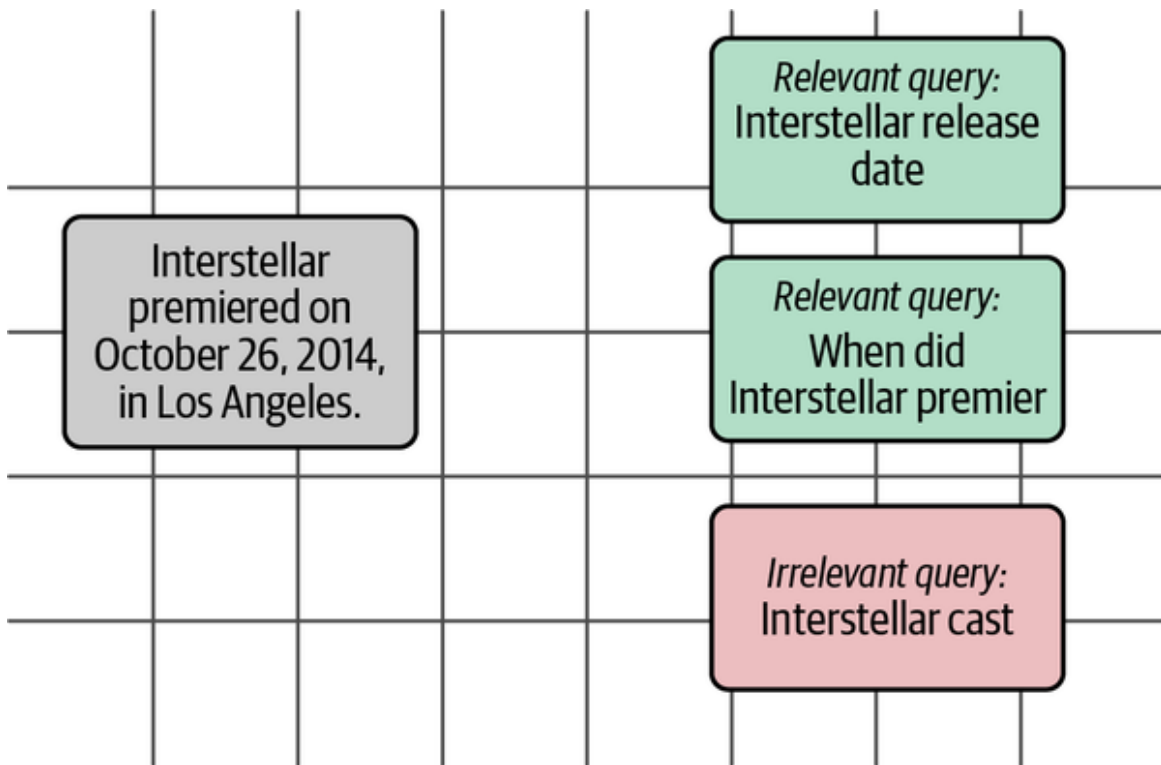 Interstellar
premiered on
October 26, 2014,
in Los Angeles.
Relevant query:
Interstellar release
date
Relevant query:
When did
Interstellar premier
Irrelevant query:
Interstellar cast